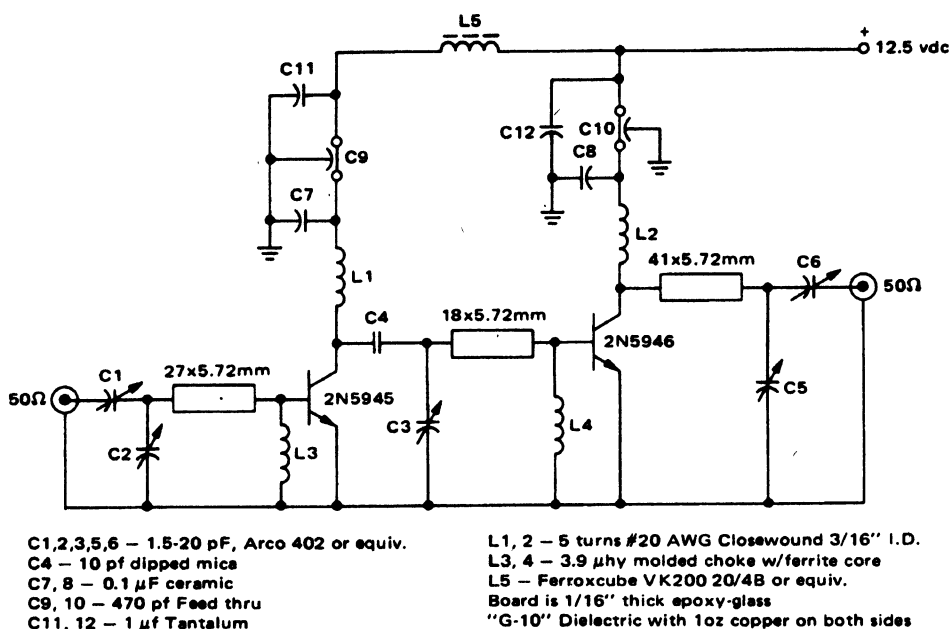 L5
+
12.5 vdc
C11
C12
C10
C9
C8
C7
L2
L1
41x5.72mm
C6
50Ω
18x5.72mm
C4
2N5946
27x5.72mm
C1
50Ω
2N5945
C5
C3
L4
C2
L3
C1,2,3,5,6 – 1.5-20 pF, Arco 402 or equiv.
C4 – 10 pf dipped mica
C7, 8 – 0.1 μF ceramic
C9, 10 – 470 pf Feed thru
C11, 12 – 1 μf Tantalum
L1, 2 – 5 turns #20 AWG Closewound 3/16" I.D.
L3, 4 – 3.9 μhy molded choke w/ferrite core
L5 – Ferroxcube VK200 20/4B or equiv.
Board is 1/16" thick epoxy-glass
"G-10" Dielectric with 1oz copper on both sides